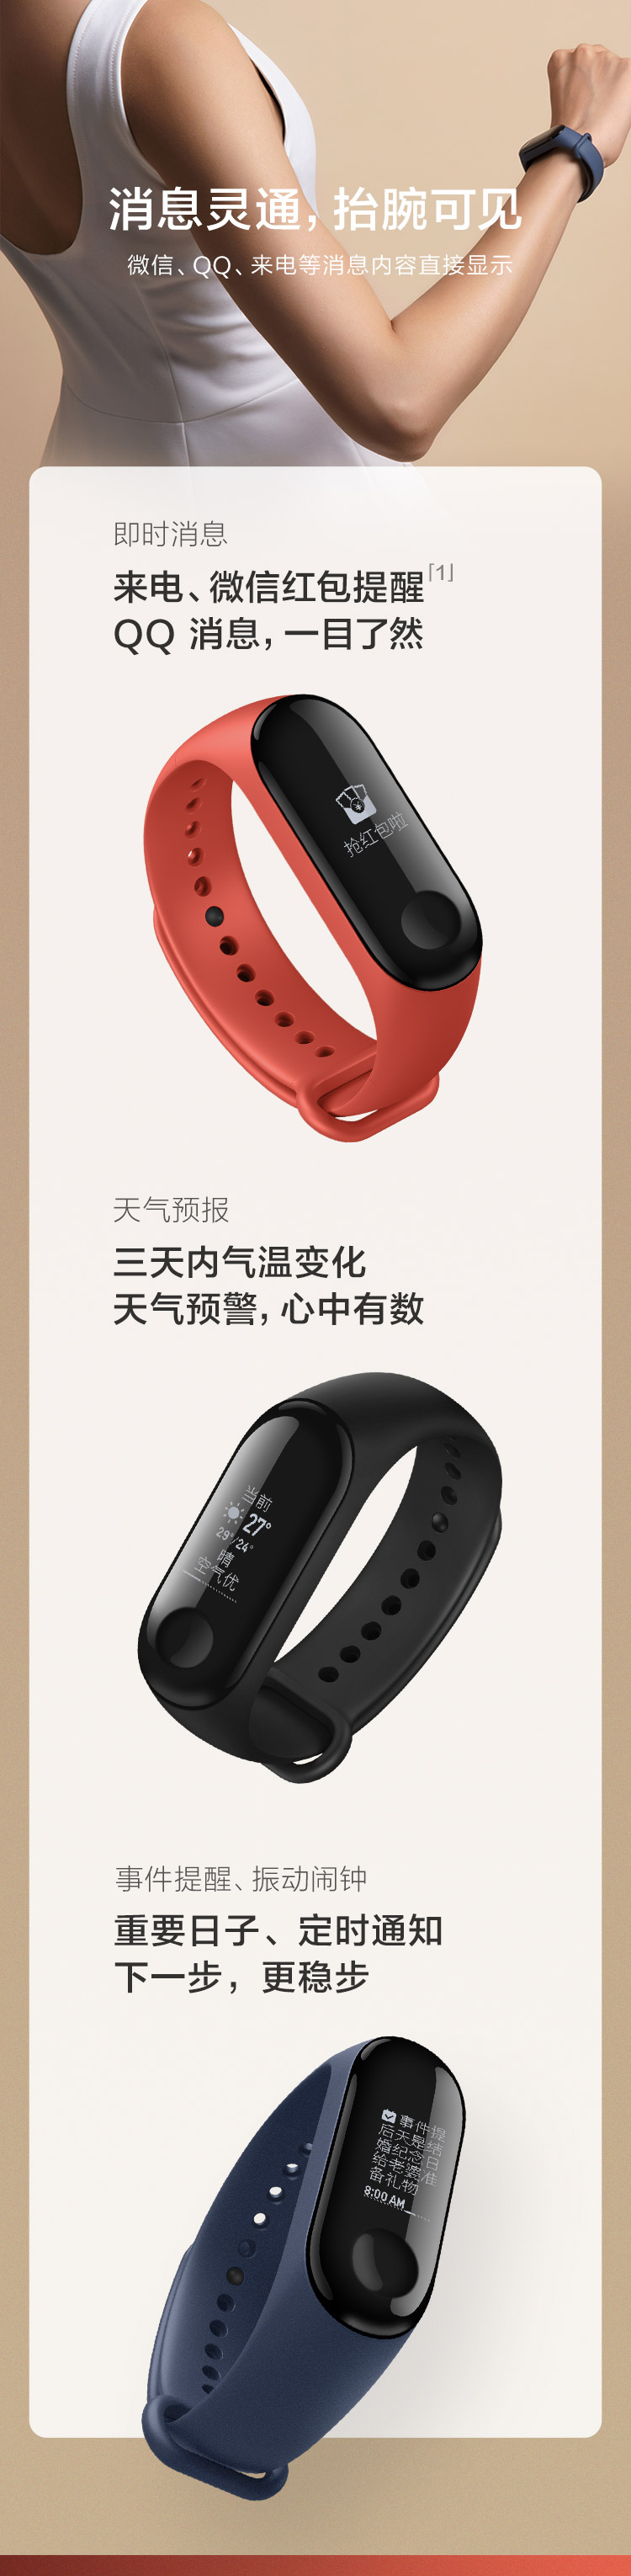 消息灵通，抬腕可见
微信、QQ、来电等消息内容直接显示
即时消息
来电、微信红包提醒「1」
QQ 消息，一目了然
抢红包啦
天气预报
三天内气温变化
天气预警，心中有数
当前
27°
29°/24°
晴
空气优
事件提醒、振动闹钟
重要日子、定时通知
下一步，更稳步
事件提
后天是结
婚纪念日
给老婆准
备礼物
8:00 AM